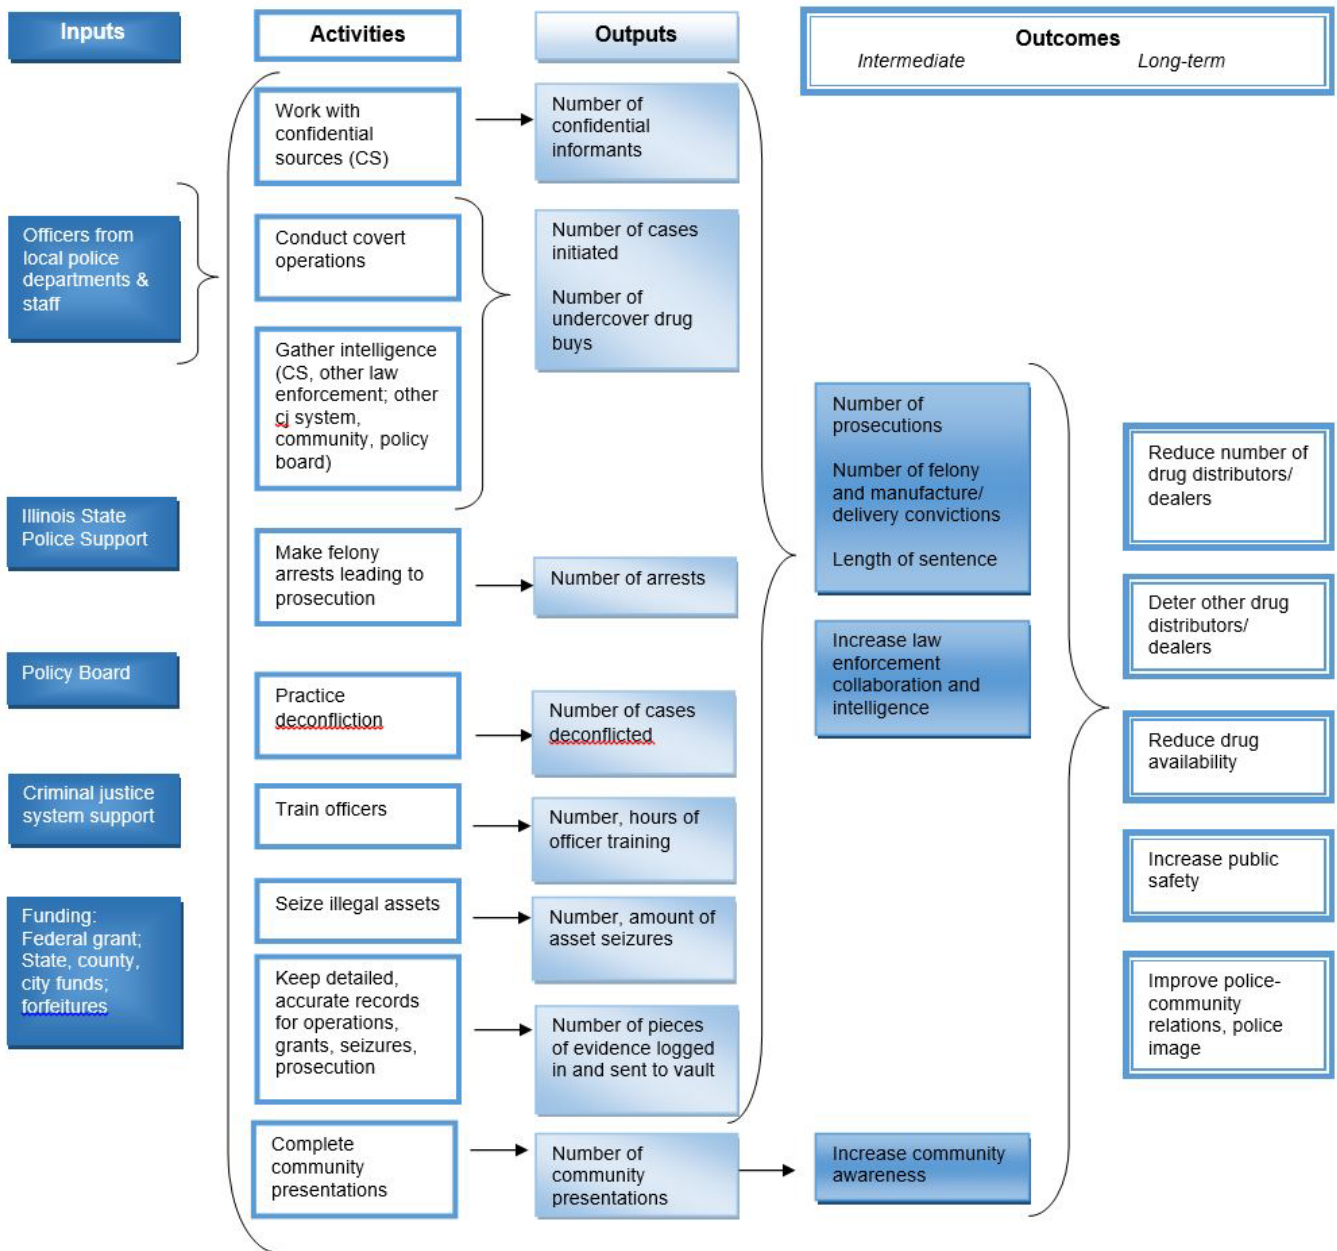 Inputs
Activities
Outputs
Outcomes
Intermediate
Long-term
Officers from
local police
departments &
staff
Illinois State
Police Support
Policy Board
Criminal justice
system support
Funding:
Federal grant;
State, county,
city funds;
forfeitures
Work with
confidential
sources (CS)
Conduct covert
operations
Gather intelligence
(CS, other law
enforcement; other
cj system,
community, policy
board)
Make felony
arrests leading to
prosecution
Practice
deconfliction
Train officers
Seize illegal assets
Keep detailed,
accurate records
for operations,
grants, seizures,
prosecution
Complete
community
presentations
Number of
confidential
informants
Number of cases
initiated
Number of
undercover drug
buys
Number of arrests
Number of cases
deconflicted
Number, hours of
officer training
Number, amount of
asset seizures
Number of pieces
of evidence logged
in and sent to vault
Number of
community
presentations
Number of
prosecutions
Number of felony
and manufacture/
delivery convictions
Length of sentence
Increase law
enforcement
collaboration and
intelligence
Increase community
awareness
Reduce number of
drug distributors/
dealers
Deter other drug
distributors/
dealers
Reduce drug
availability
Increase public
safety
Improve police-
community
relations, police
image